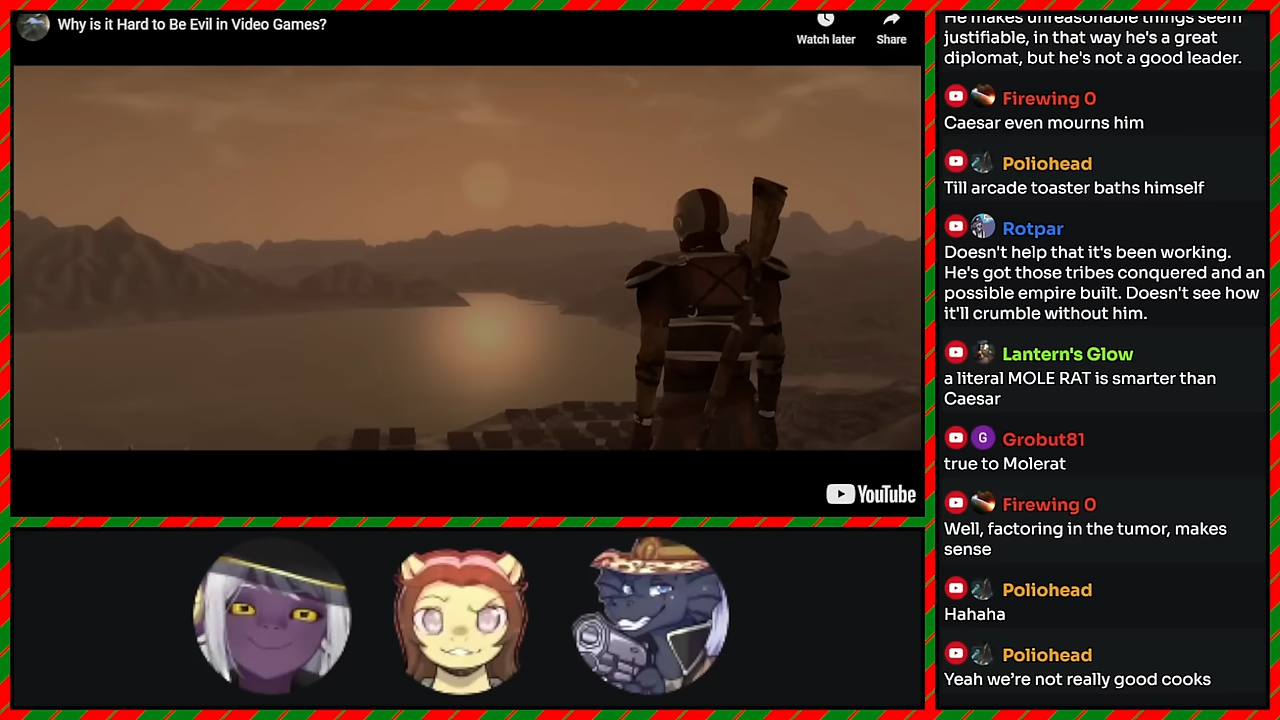 Why is it Hard to Be Evil in Video Games?
Watch later
Share
YouTube
He makes unreasonable things seem
justifiable, in that way he's a great
diplomat, but he's not a good leader.
Firewing 0
Caesar even mourns him
Poliohead
Till arcade toaster baths himself
Rotpar
Doesn't help that it's been working.
He's got those tribes conquered and an
possible empire built. Doesn't see how
it'll crumble without him.
Lantern's Glow
a literal MOLE RAT is smarter than
Caesar
G
Grobut81
true to Molerat
Firewing 0
Well, factoring in the tumor, makes
sense
Poliohead
Hahaha
Poliohead
Yeah we’re not really good cooks